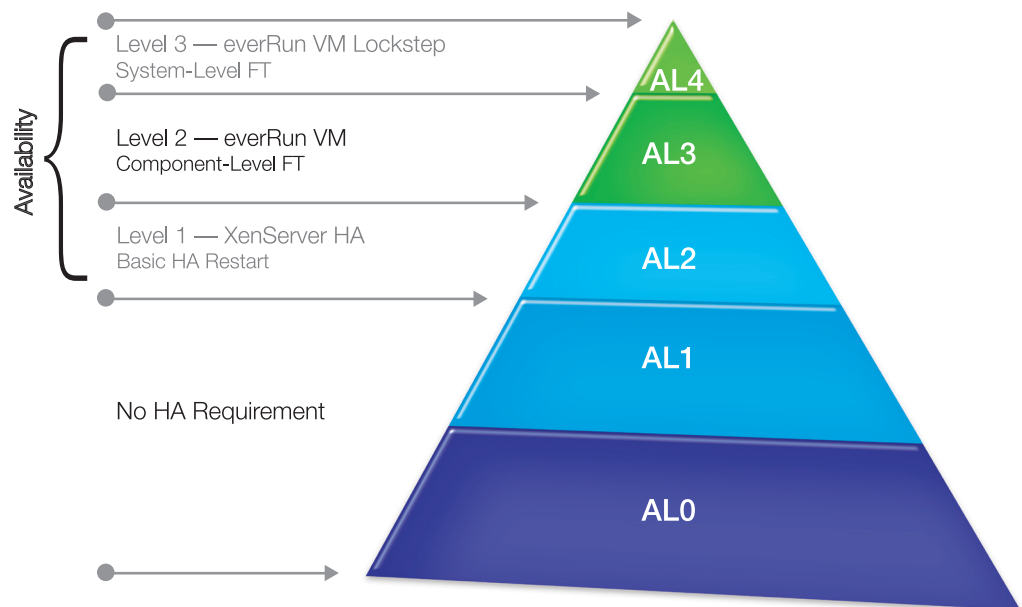 Availability
Level 3 — everRun VM Lockstep
System-Level FT
Level 2 — everRun VM
Component-Level FT
Level 1 — XenServer HA
Basic HA Restart
No HA Requirement
AL4
AL3
AL2
AL1
AL0